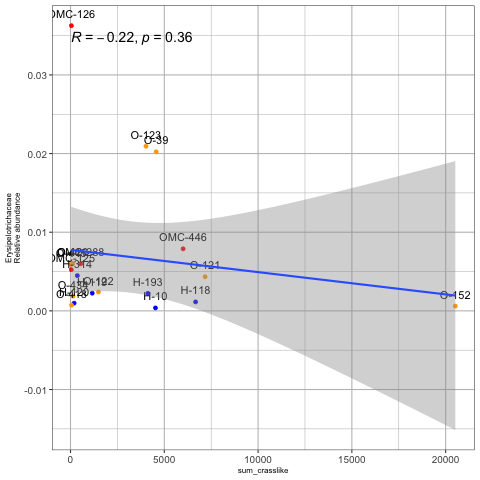 OMC-126
R = −0.22, p = 0.36
O-123
O-39
OMC-446
O-121
H-193
H-118
H-10
O-152
0.03
0.02
0.01
0.00
-0.01
0
5000
10000
15000
20000
sum_crasslike
Erysipelotrichaceae
Relative abundance